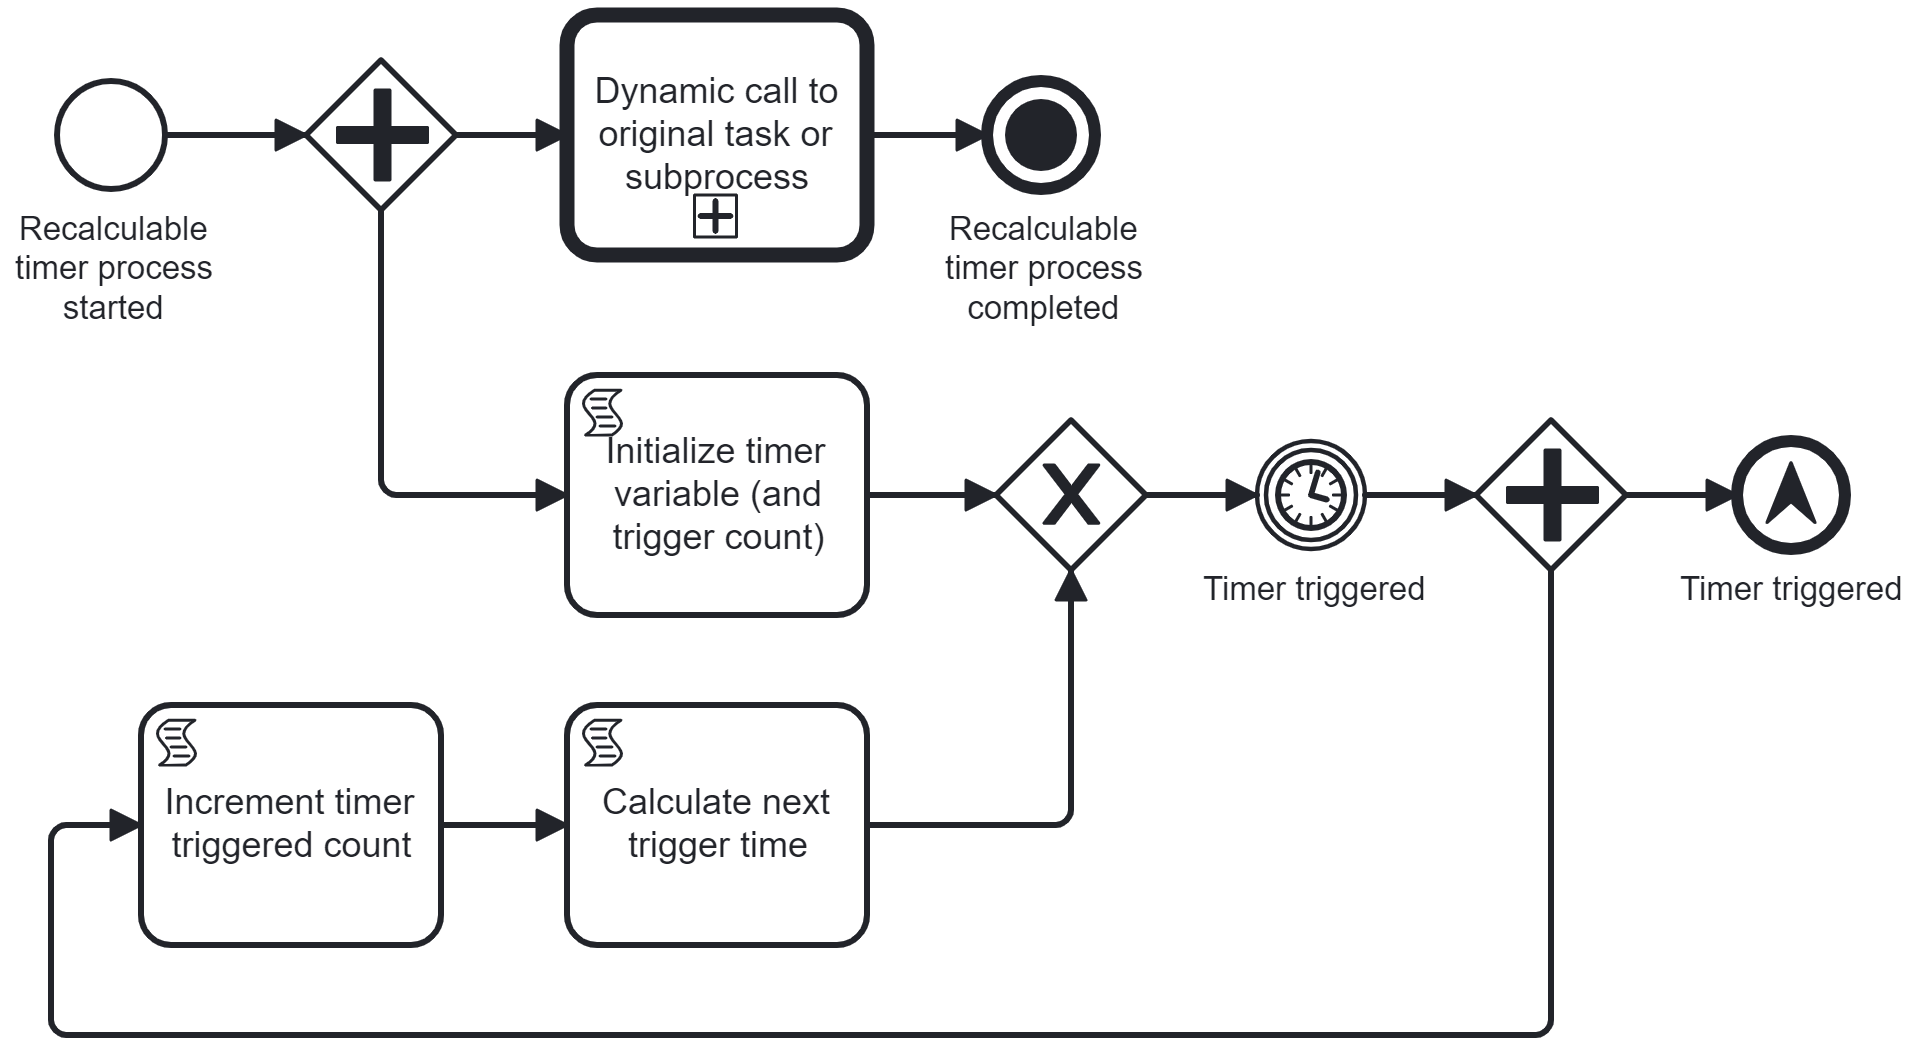 Dynamic call to
original task or
subprocess
Recalculable
timer process
started
Recalculable
timer process
completed
Initialize timer
variable (and
trigger count)
Timer triggered
Timer triggered
Increment timer
triggered count
Calculate next
trigger time